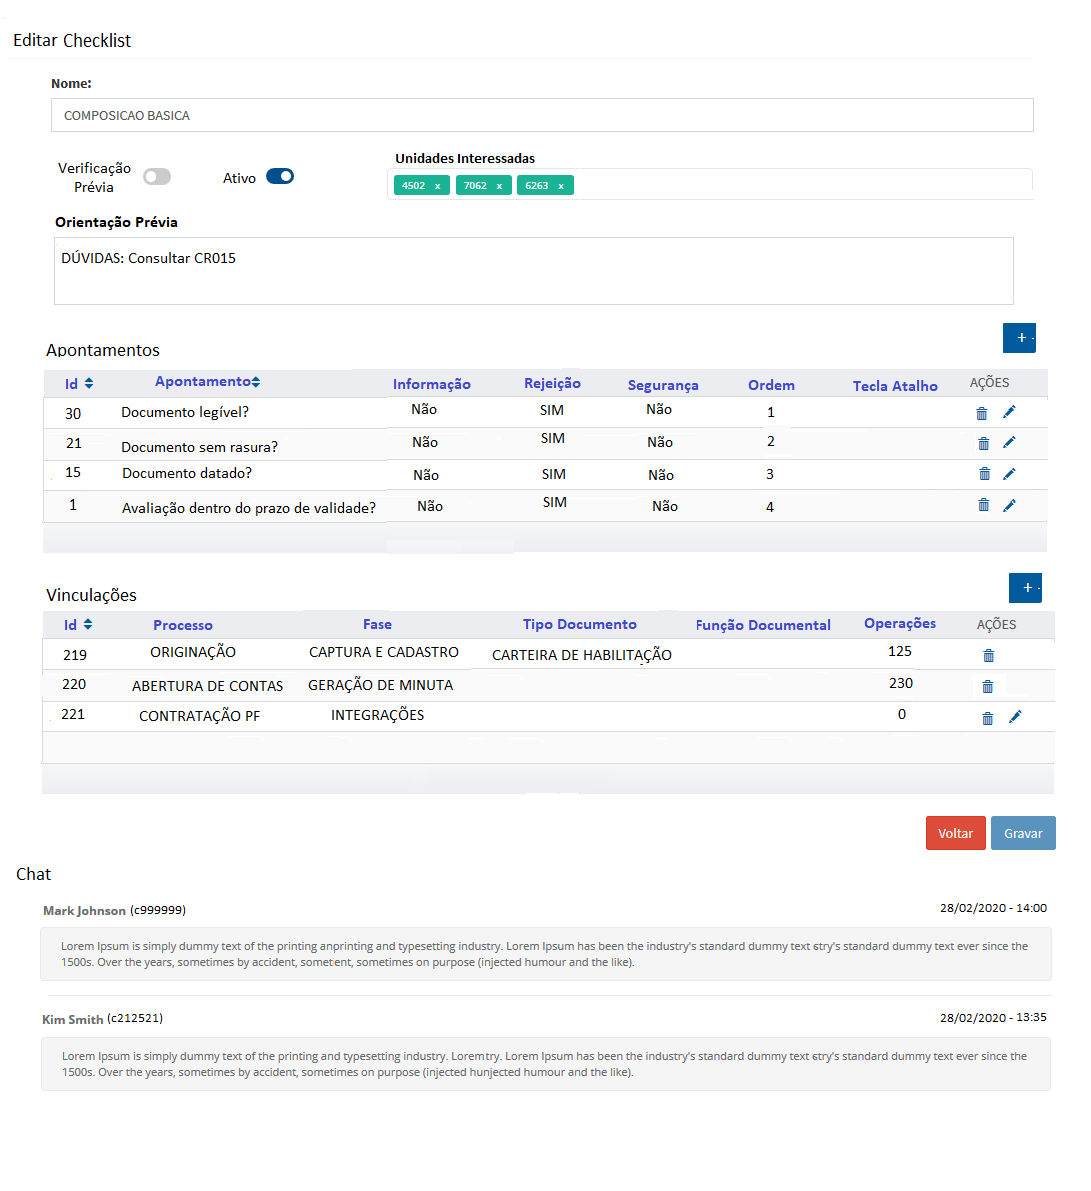 Editar Checklist
Nome:
COMPOSICAO BASICA
Verificação
Prévia
Ativo
Unidades Interessadas
4502 x 7062 x 6263 x
Orientação Prévia
DÚVIDAS: Consultar CR015
+
Apontamentos
Id Apontamento Informação Rejeição Segurança Ordem Tecla Atalho AÇÕES
30 Documento legível? Não SIM Não 1
21 Documento sem rasura? Não SIM Não 2
15 Documento datado? Não SIM Não 3
1 Avaliação dentro do prazo de validade? Não SIM Não 4
+
Vinculações
Id Processo Fase Tipo Documento Função Documental Operações AÇÕES
219 ORIGINAÇÃO CAPTURA E CADASTRO CARTEIRA DE HABILITAÇÃO 125
220 ABERTURA DE CONTAS GERAÇÃO DE MINUTA 230
221 CONTRATAÇÃO PF INTEGRAÇÕES 0
Voltar Gravar
Chat
Mark Johnson (c999999) 28/02/2020 - 14:00
Lorem Ipsum is simply dummy text of the printing anprinting and typesetting industry. Lorem Ipsum has been the industry's standard dummy text stry's standard dummy text ever since the
1500s. Over the years, sometimes by accident, sometent, sometimes on purpose (injected humour and the like).
Kim Smith (c212521) 28/02/2020 - 13:35
Lorem Ipsum is simply dummy text of the printing and typesetting industry. Loremtry. Lorem Ipsum has been the industry's standard dummy text stry's standard dummy text ever since the
1500s. Over the years, sometimes by accident, sometimes on purpose (injected hunjected humour and the like).